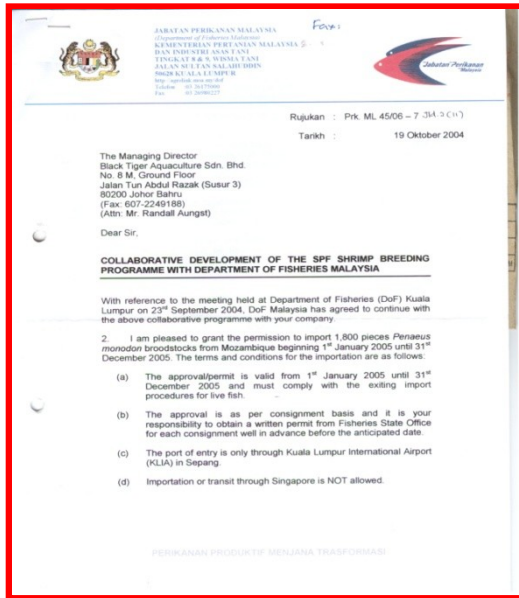 Fax:
JABATAN PERIKANAN MALAYSIA
(Department of Fisheries Malaysia)
KEMENTERIAN PERTANIAN MALAYSIA
DAN INDUSTRI ASAS TANI
TINGKAT 8 & 9, WISMA TANI
JALAN SULTAN SALAHUDDIN
50628 KUALA LUMPUR
Jabatan Perikanan
Malaysia
Rujukan : Prk. ML 45/06 – 7
Tarikh : 19 Oktober 2004
The Managing Director
Black Tiger Aquaculture Sdn. Bhd.
No. 8 M, Ground Floor
Jalan Tun Abdul Razak (Susur 3)
80200 Johor Bahru
(Fax: 607-2249188)
(Attn: Mr. Randall Aungst)
Dear Sir,
COLLABORATIVE DEVELOPMENT OF THE SPF SHRIMP BREEDING
PROGRAMME WITH DEPARTMENT OF FISHERIES MALAYSIA
With reference to the meeting held at Department of Fisheries (DoF) Kuala
Lumpur on 23rd September 2004, DoF Malaysia has agreed to continue with
the above collaborative programme with your company.
2. I am pleased to grant the permission to import 1,800 pieces Penaeus
monodon broodstocks from Mozambique beginning 1st January 2005 until 31st
December 2005. The terms and conditions for the importation are as follows:
(a) The approval/permit is valid from 1st January 2005 until 31st
December 2005 and must comply with the exiting import
procedures for live fish.
(b) The approval is as per consignment basis and it is your
responsibility to obtain a written permit from Fisheries State Office
for each consignment well in advance before the anticipated date.
(c) The port of entry is only through Kuala Lumpur International Airport
(KLIA) in Sepang.
(d) Importation or transit through Singapore is NOT allowed.
PERIKANAN PRODUKTIF MENJANA TRASFORMASI